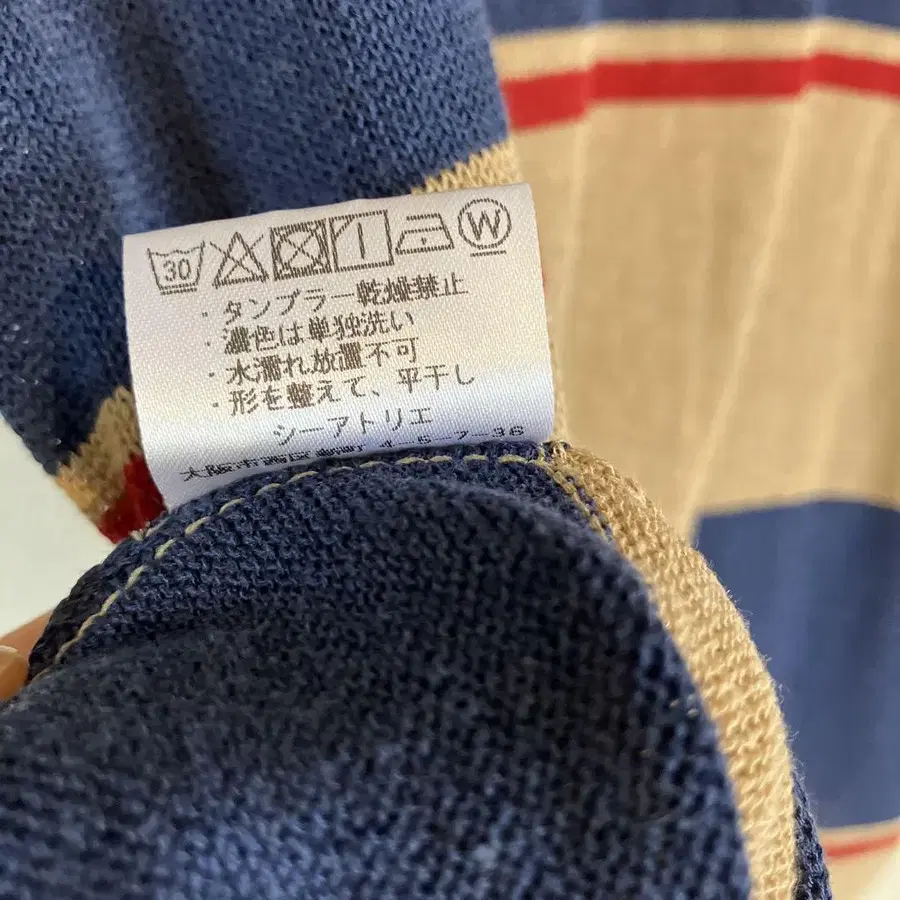 30 W
・タンブラー乾燥禁止
・濃色は単独洗い
・水濡れ放置不可
・形を整えて、平干し
シーアトリエ
大阪市西区新町 4-5-7-36